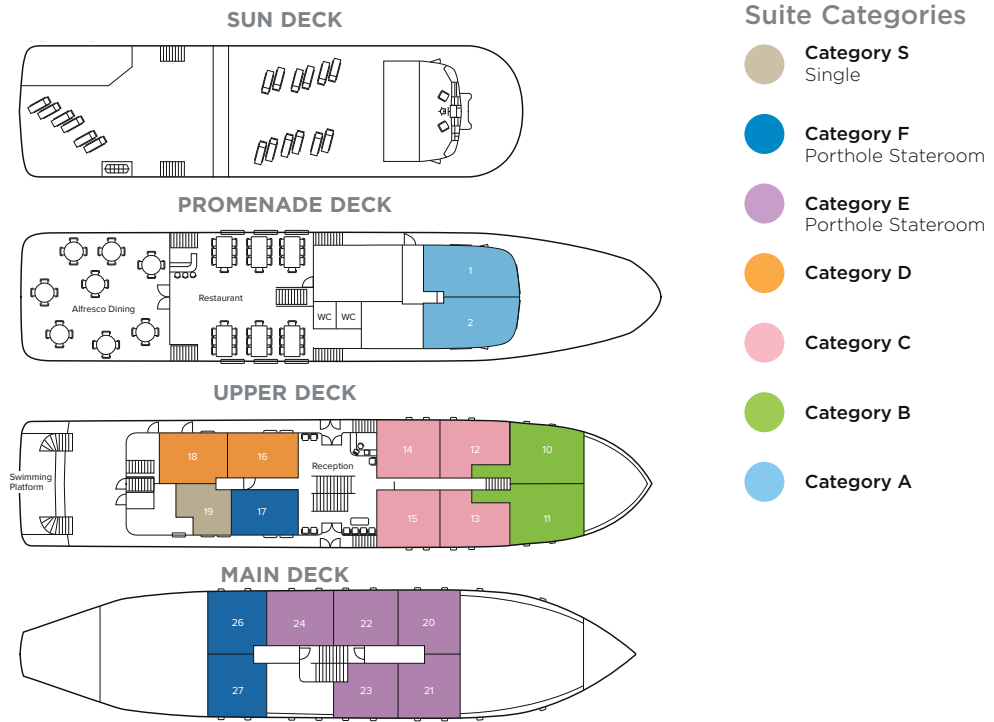 SUN DECK
PROMENADE DECK
1
2
Alfresco Dining
Restaurant
WC
WC
UPPER DECK
Swimming
Platform
18
16
Reception
14
12
10
19
17
15
13
11
MAIN DECK
26
24
22
20
27
23
21
Suite Categories
Category S
Single
Category F
Porthole Stateroom
Category E
Porthole Stateroom
Category D
Category C
Category B
Category A